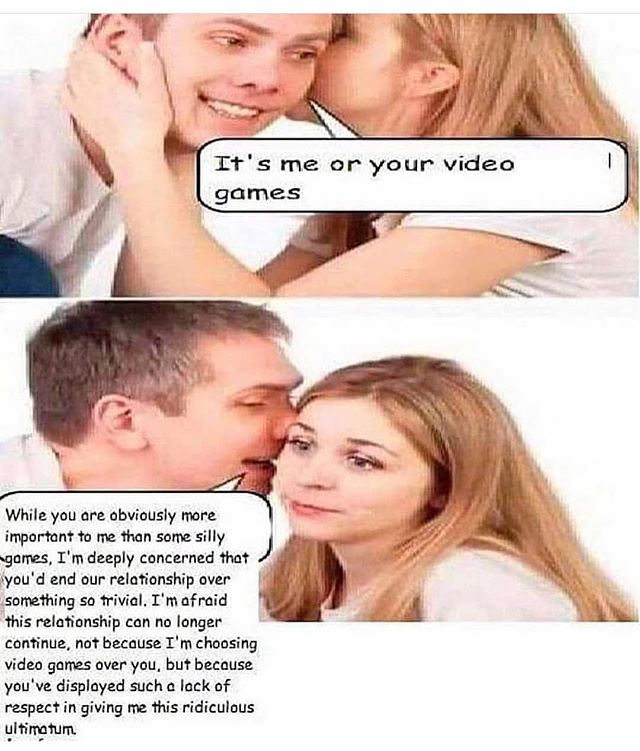 It's me or your video
games
While you are obviously more
important to me than some silly
games, I'm deeply concerned that
you'd end our relationship over
something so trivial. I'm afraid
this relationship can no longer
continue, not because I'm choosing
video games over you, but because
you've displayed such a lack of
respect in giving me this ridiculous
ultimatum.